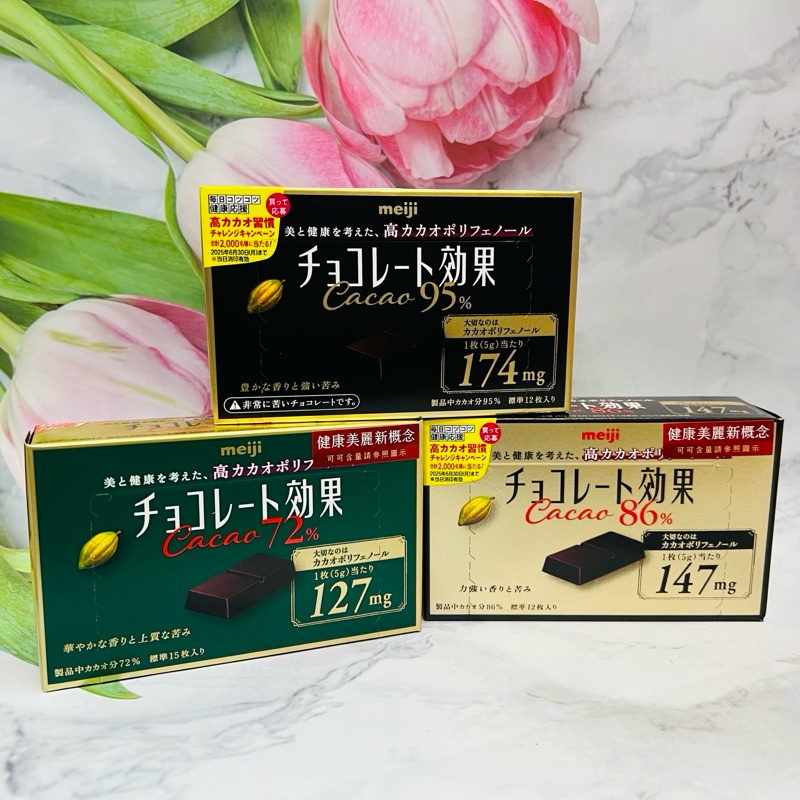 毎日コツコツ
健康応援
買って
応募
高カカオ習慣
チャレンジキャンペーン
合計2,000名様に当たる!
2025年6月30日(月)まで
※当日消印有効
meiji
美と健康を考えた、高カカオポリフェノール
チョコレート効果
Cacao 95%
大切なのは
カカオポリフェノール
1枚(5g)当たり
174mg
豊かな香りと強い苦み
非常に苦いチョコレートです。
製品中カカオ分95% 標準12枚入り
meiji
健康美麗新概念
可可含量請參照圖示
美と健康を考えた、高カカオポリフ
チョコレート効果
Cacao 72%
大切なのは
カカオポリフェノール
1枚(5g)当たり
127mg
華やかな香りと上質な苦み
製品中カカオ分72% 標準15枚入り
チョコレート効果
86%
147mg
毎日コツコツ
健康応援
買って
応募
高カカオ習慣
チャレンジキャンペーン
合計2,000名様に当たる!
2025年6月30日(月)まで
※当日消印有効
meiji
健康美麗新概念
可可含量請參照圖示
美と健康を考えた、高カカオポリ
チョコレート効果
Cacao 86%
大切なのは
カカオポリフェノール
1枚(5g)当たり
147mg
力強い香りと苦み
製品中カカオ分86% 標準12枚入り